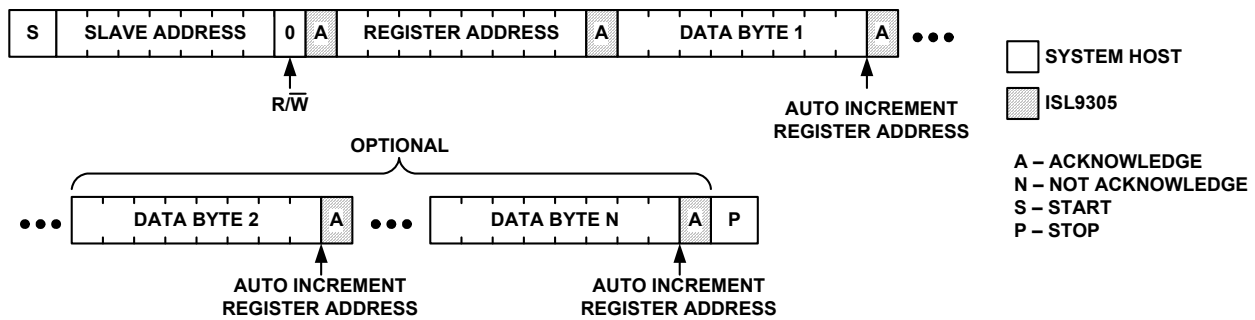 S SLAVE ADDRESS 0 A REGISTER ADDRESS A DATA BYTE 1 A •••
R/W̅
AUTO INCREMENT
REGISTER ADDRESS
SYSTEM HOST
ISL9305
A – ACKNOWLEDGE
N – NOT ACKNOWLEDGE
S – START
P – STOP
OPTIONAL
••• DATA BYTE 2 A ••• DATA BYTE N A P
AUTO INCREMENT
REGISTER ADDRESS
AUTO INCREMENT
REGISTER ADDRESS